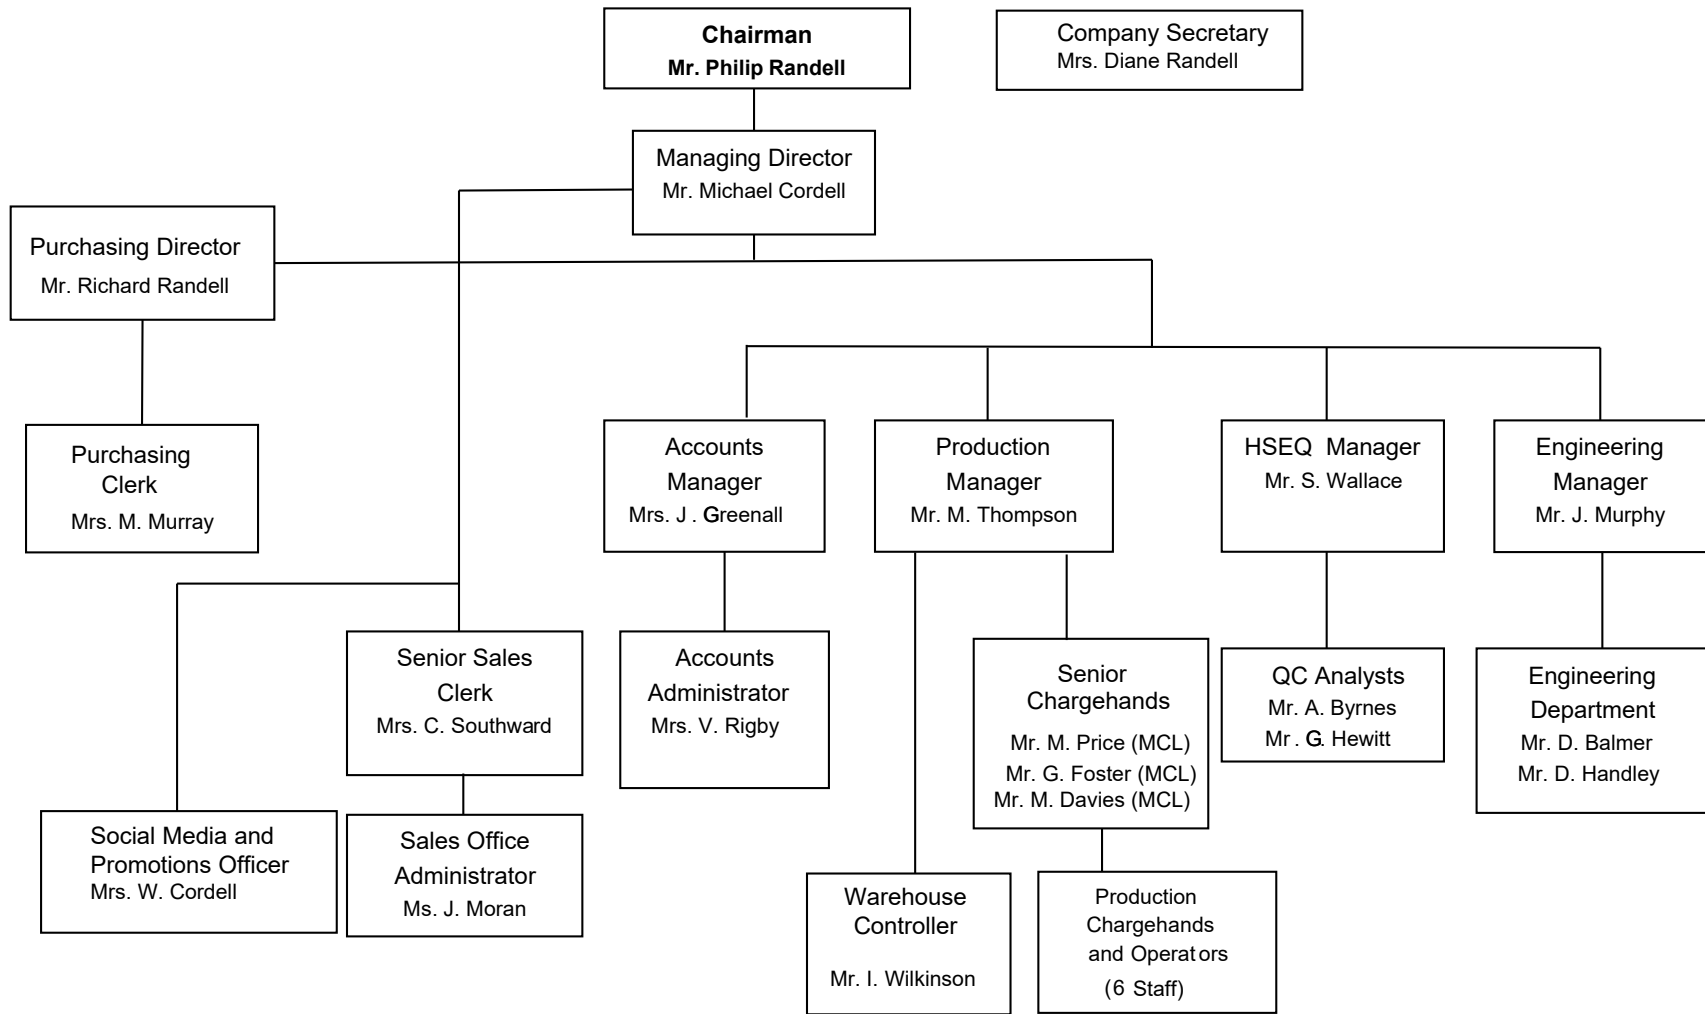 Chairman
Mr. Philip Randell
Company Secretary
Mrs. Diane Randell
Managing Director
Mr. Michael Cordell
Purchasing Director
Mr. Richard Randell
Purchasing
Clerk
Mrs. M. Murray
Accounts
Manager
Mrs. J . Greenall
Production
Manager
Mr. M. Thompson
HSEQ Manager
Mr. S. Wallace
Engineering
Manager
Mr. J. Murphy
Senior Sales
Clerk
Mrs. C. Southward
Accounts
Administrator
Mrs. V. Rigby
Senior
Chargehands
Mr. M. Price (MCL)
Mr. G. Foster (MCL)
Mr. M. Davies (MCL)
QC Analysts
Mr. A. Byrnes
Mr . G. Hewitt
Engineering
Department
Mr. D. Balmer
Mr. D. Handley
Social Media and
Promotions Officer
Mrs. W. Cordell
Sales Office
Administrator
Ms. J. Moran
Warehouse
Controller
Mr. I. Wilkinson
Production
Chargehands
and Operators
(6 Staff)